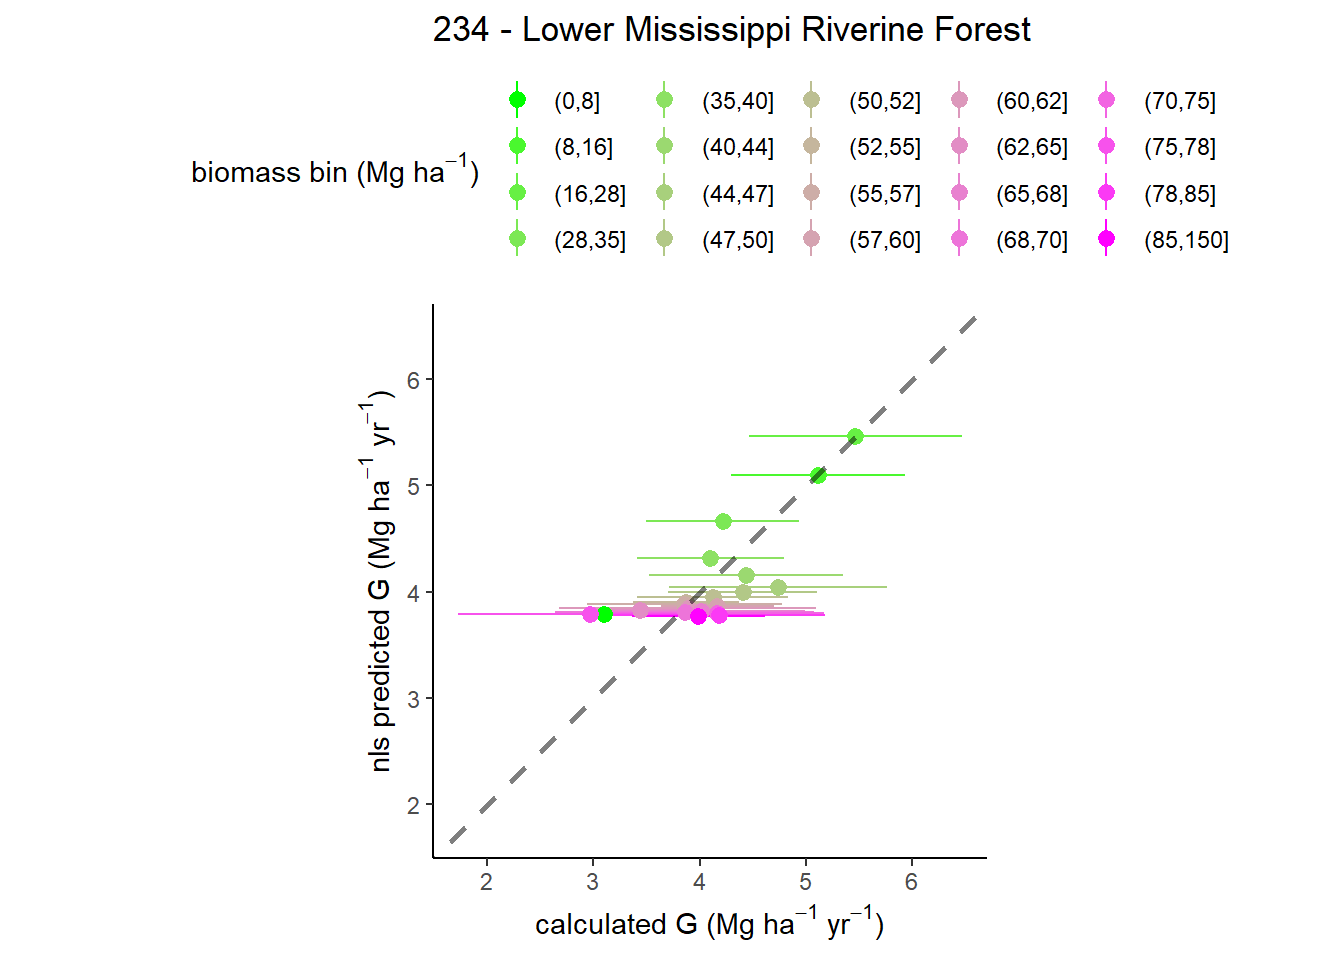 234 - Lower Mississippi Riverine Forest
biomass bin (Mg ha⁻¹)
(0,8] (35,40] (50,52] (60,62] (70,75]
(8,16] (40,44] (52,55] (62,65] (75,78]
(16,28] (44,47] (55,57] (65,68] (78,85]
(28,35] (47,50] (57,60] (68,70] (85,150]
nls predicted G (Mg ha⁻¹ yr⁻¹)
6
5
4
3
2
2 3 4 5 6
calculated G (Mg ha⁻¹ yr⁻¹)